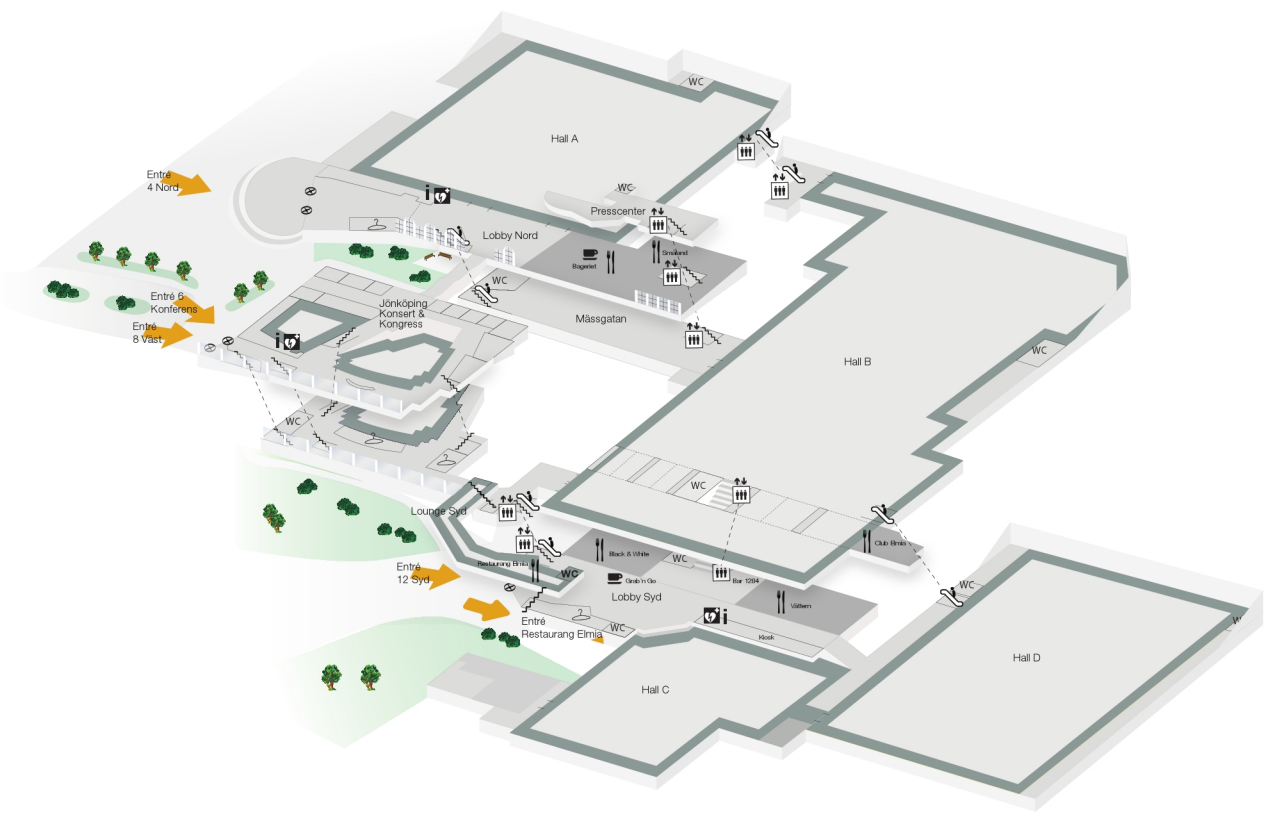 WC
Hall A
Entré
4 Nord
i
WC
Presscenter
Lobby Nord
Småland
Bageriet
WC
Entré 6
Konferens
Jönköping
Konsert &
Kongress
Mässgatan
Entré
8 Väst
i
WC
Hall B
WC
WC
Lounge Syd
Club Elmia
Black & White
WC
Restaurang Elmia
WC
Entré
12 Syd
Grab'n Go
Bar 1284
WC
Lobby Syd
Vättern
i
Entré
Restaurang Elmia
WC
Kiosk
W
Hall D
Hall C